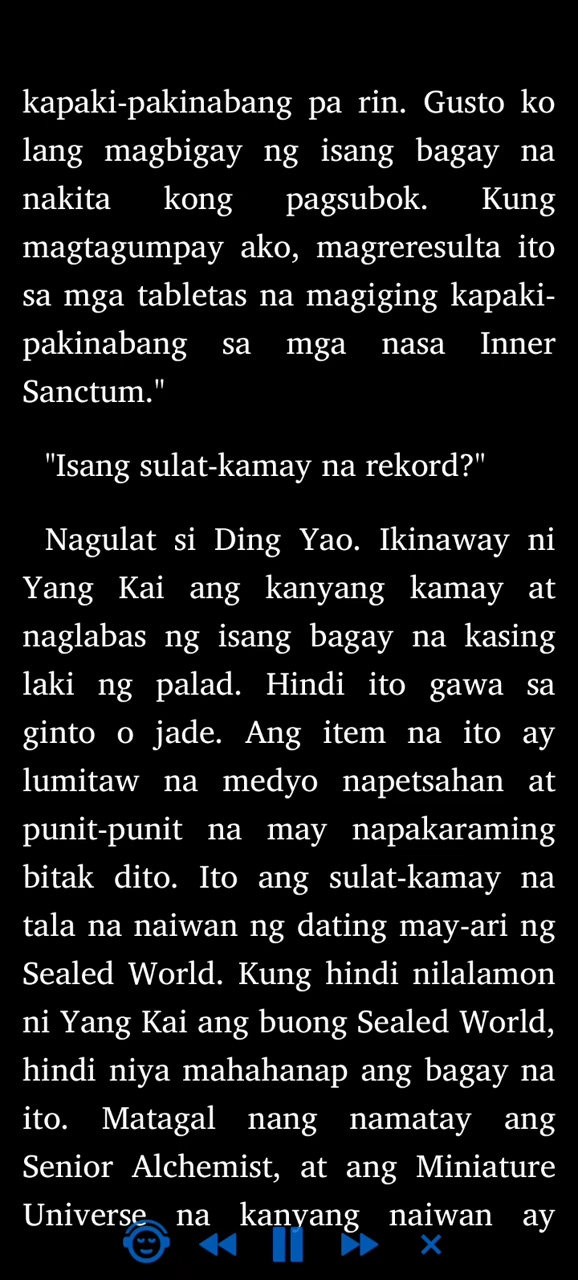 kapaki-pakinabang pa rin. Gusto ko
lang magbigay ng isang bagay na
nakita kong pagsubok. Kung
magtagumpay ako, magreresulta ito
sa mga tabletas na magiging kapaki-
pakinabang sa mga nasa Inner
Sanctum."
"Isang sulat-kamay na rekord?"
Nagulat si Ding Yao. Ikinaway ni
Yang Kai ang kanyang kamay at
naglabas ng isang bagay na kasing
laki ng palad. Hindi ito gawa sa
ginto o jade. Ang item na ito ay
lumitaw na medyo napetsahan at
punit-punit na may napakaraming
bitak dito. Ito ang sulat-kamay na
tala na naiwan ng dating may-ari ng
Sealed World. Kung hindi nilalamon
ni Yang Kai ang buong Sealed World,
hindi niya mahahanap ang bagay na
ito. Matagal nang namatay ang
Senior Alchemist, at ang Miniature
Universe na kanyang naiwan ay